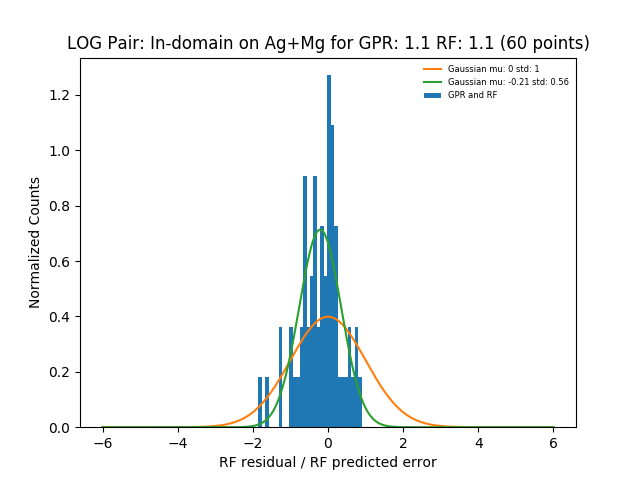 LOG Pair: In-domain on Ag+Mg for GPR: 1.1 RF: 1.1 (60 points)
Gaussian mu: 0 std: 1
Gaussian mu: -0.21 std: 0.56
GPR and RF
1.2
1.0
0.8
0.6
0.4
0.2
0.0
Normalized Counts
−6
−4
−2
0
2
4
6
RF residual / RF predicted error